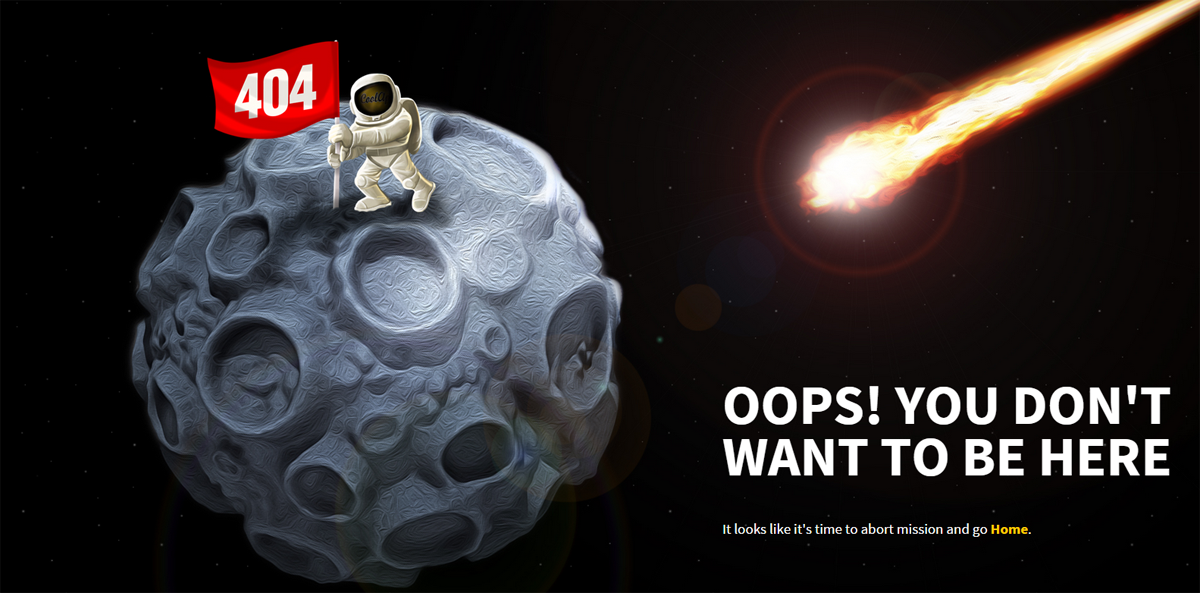 404
OOPS! YOU DON'T
WANT TO BE HERE
It looks like it's time to abort mission and go Home.